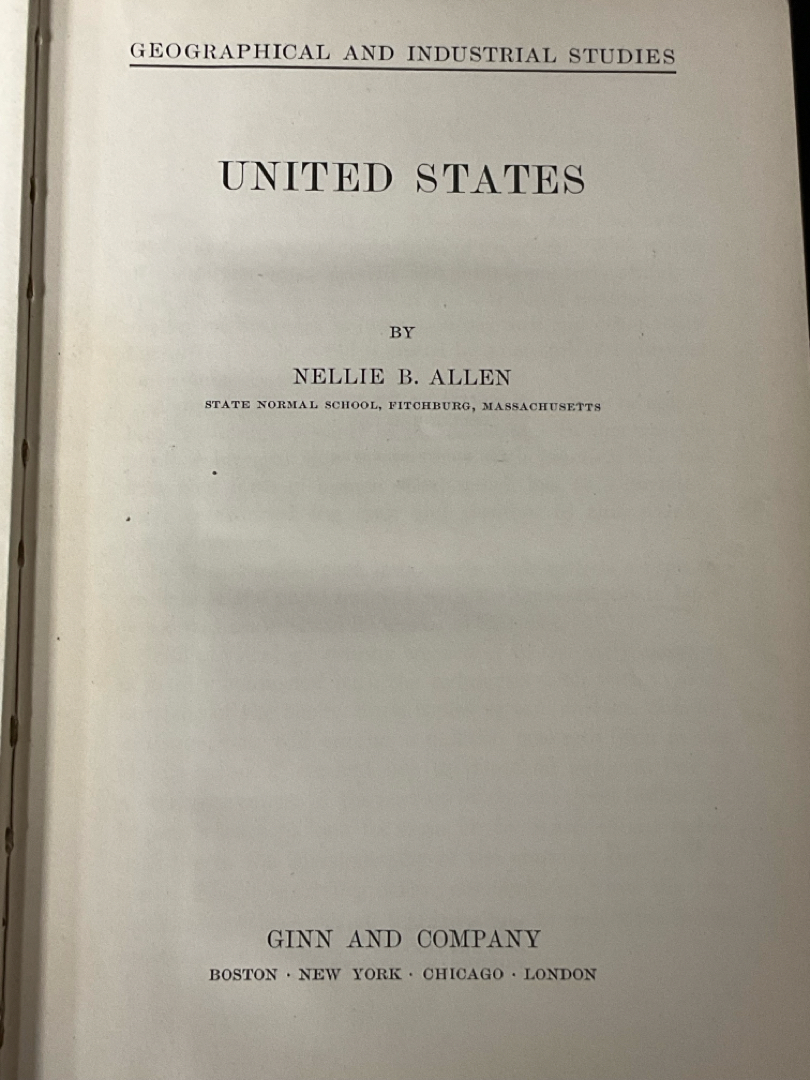 GEOGRAPHICAL AND INDUSTRIAL STUDIES
UNITED STATES
BY
NELLIE B. ALLEN
STATE NORMAL SCHOOL, FITCHBURG, MASSACHUSETTS
GINN AND COMPANY
BOSTON · NEW YORK · CHICAGO · LONDON